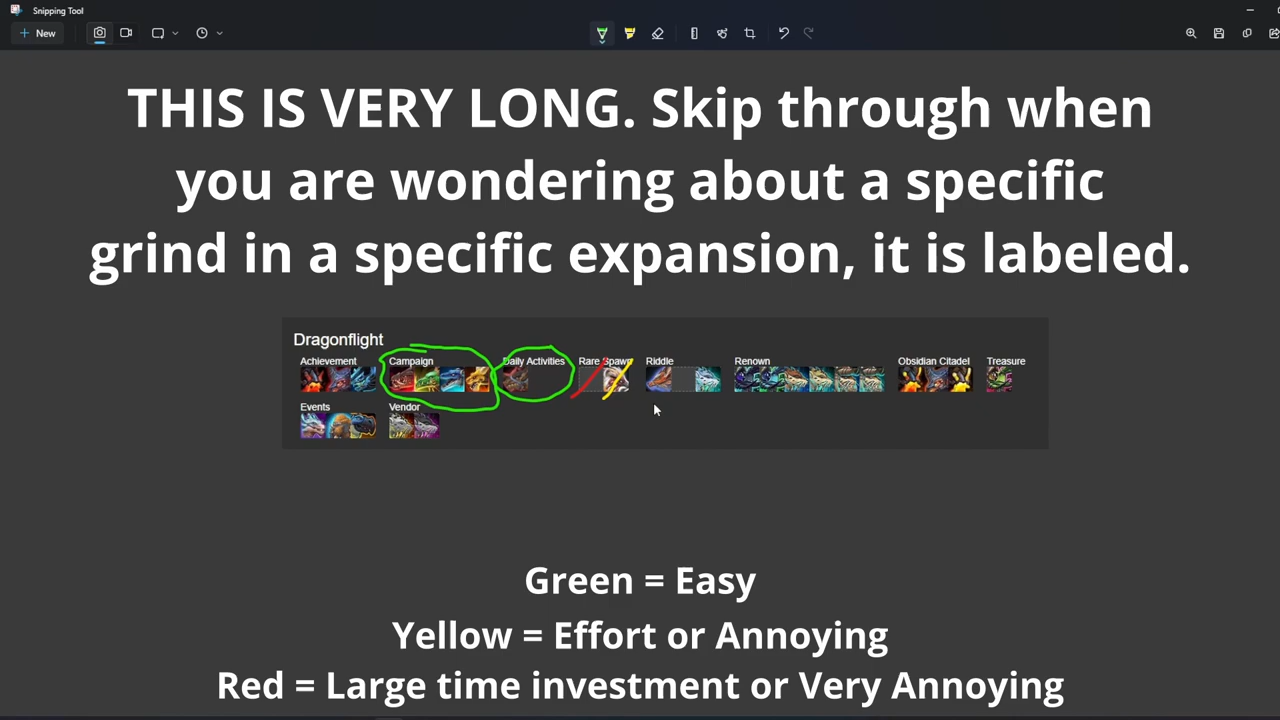 Snipping Tool
New
THIS IS VERY LONG. Skip through when
you are wondering about a specific
grind in a specific expansion, it is labeled.
Dragonflight
Achievement Campaign Daily Activities Rare Spawn Riddle Renown Obsidian Citadel Treasure
Events Vendor
Green = Easy
Yellow = Effort or Annoying
Red = Large time investment or Very Annoying